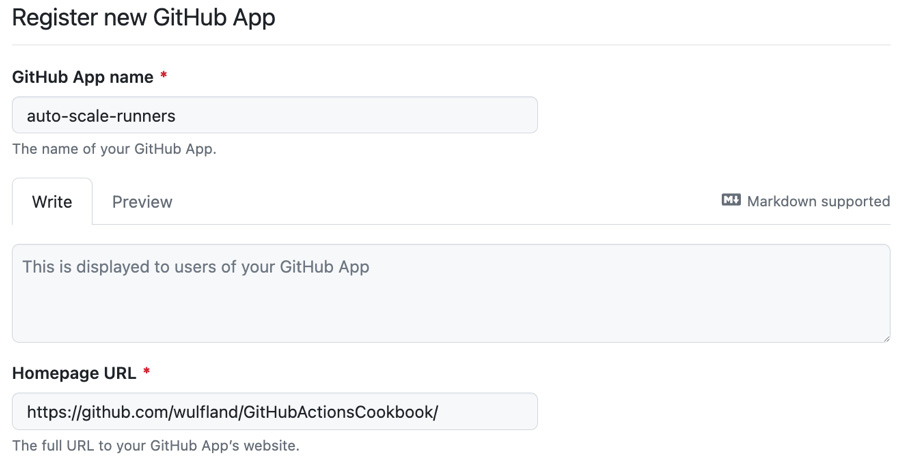 Register new GitHub App
GitHub App name *
auto-scale-runners
The name of your GitHub App.
Write Preview Markdown supported
This is displayed to users of your GitHub App
Homepage URL *
https://github.com/wulfland/GitHubActionsCookbook/
The full URL to your GitHub App's website.